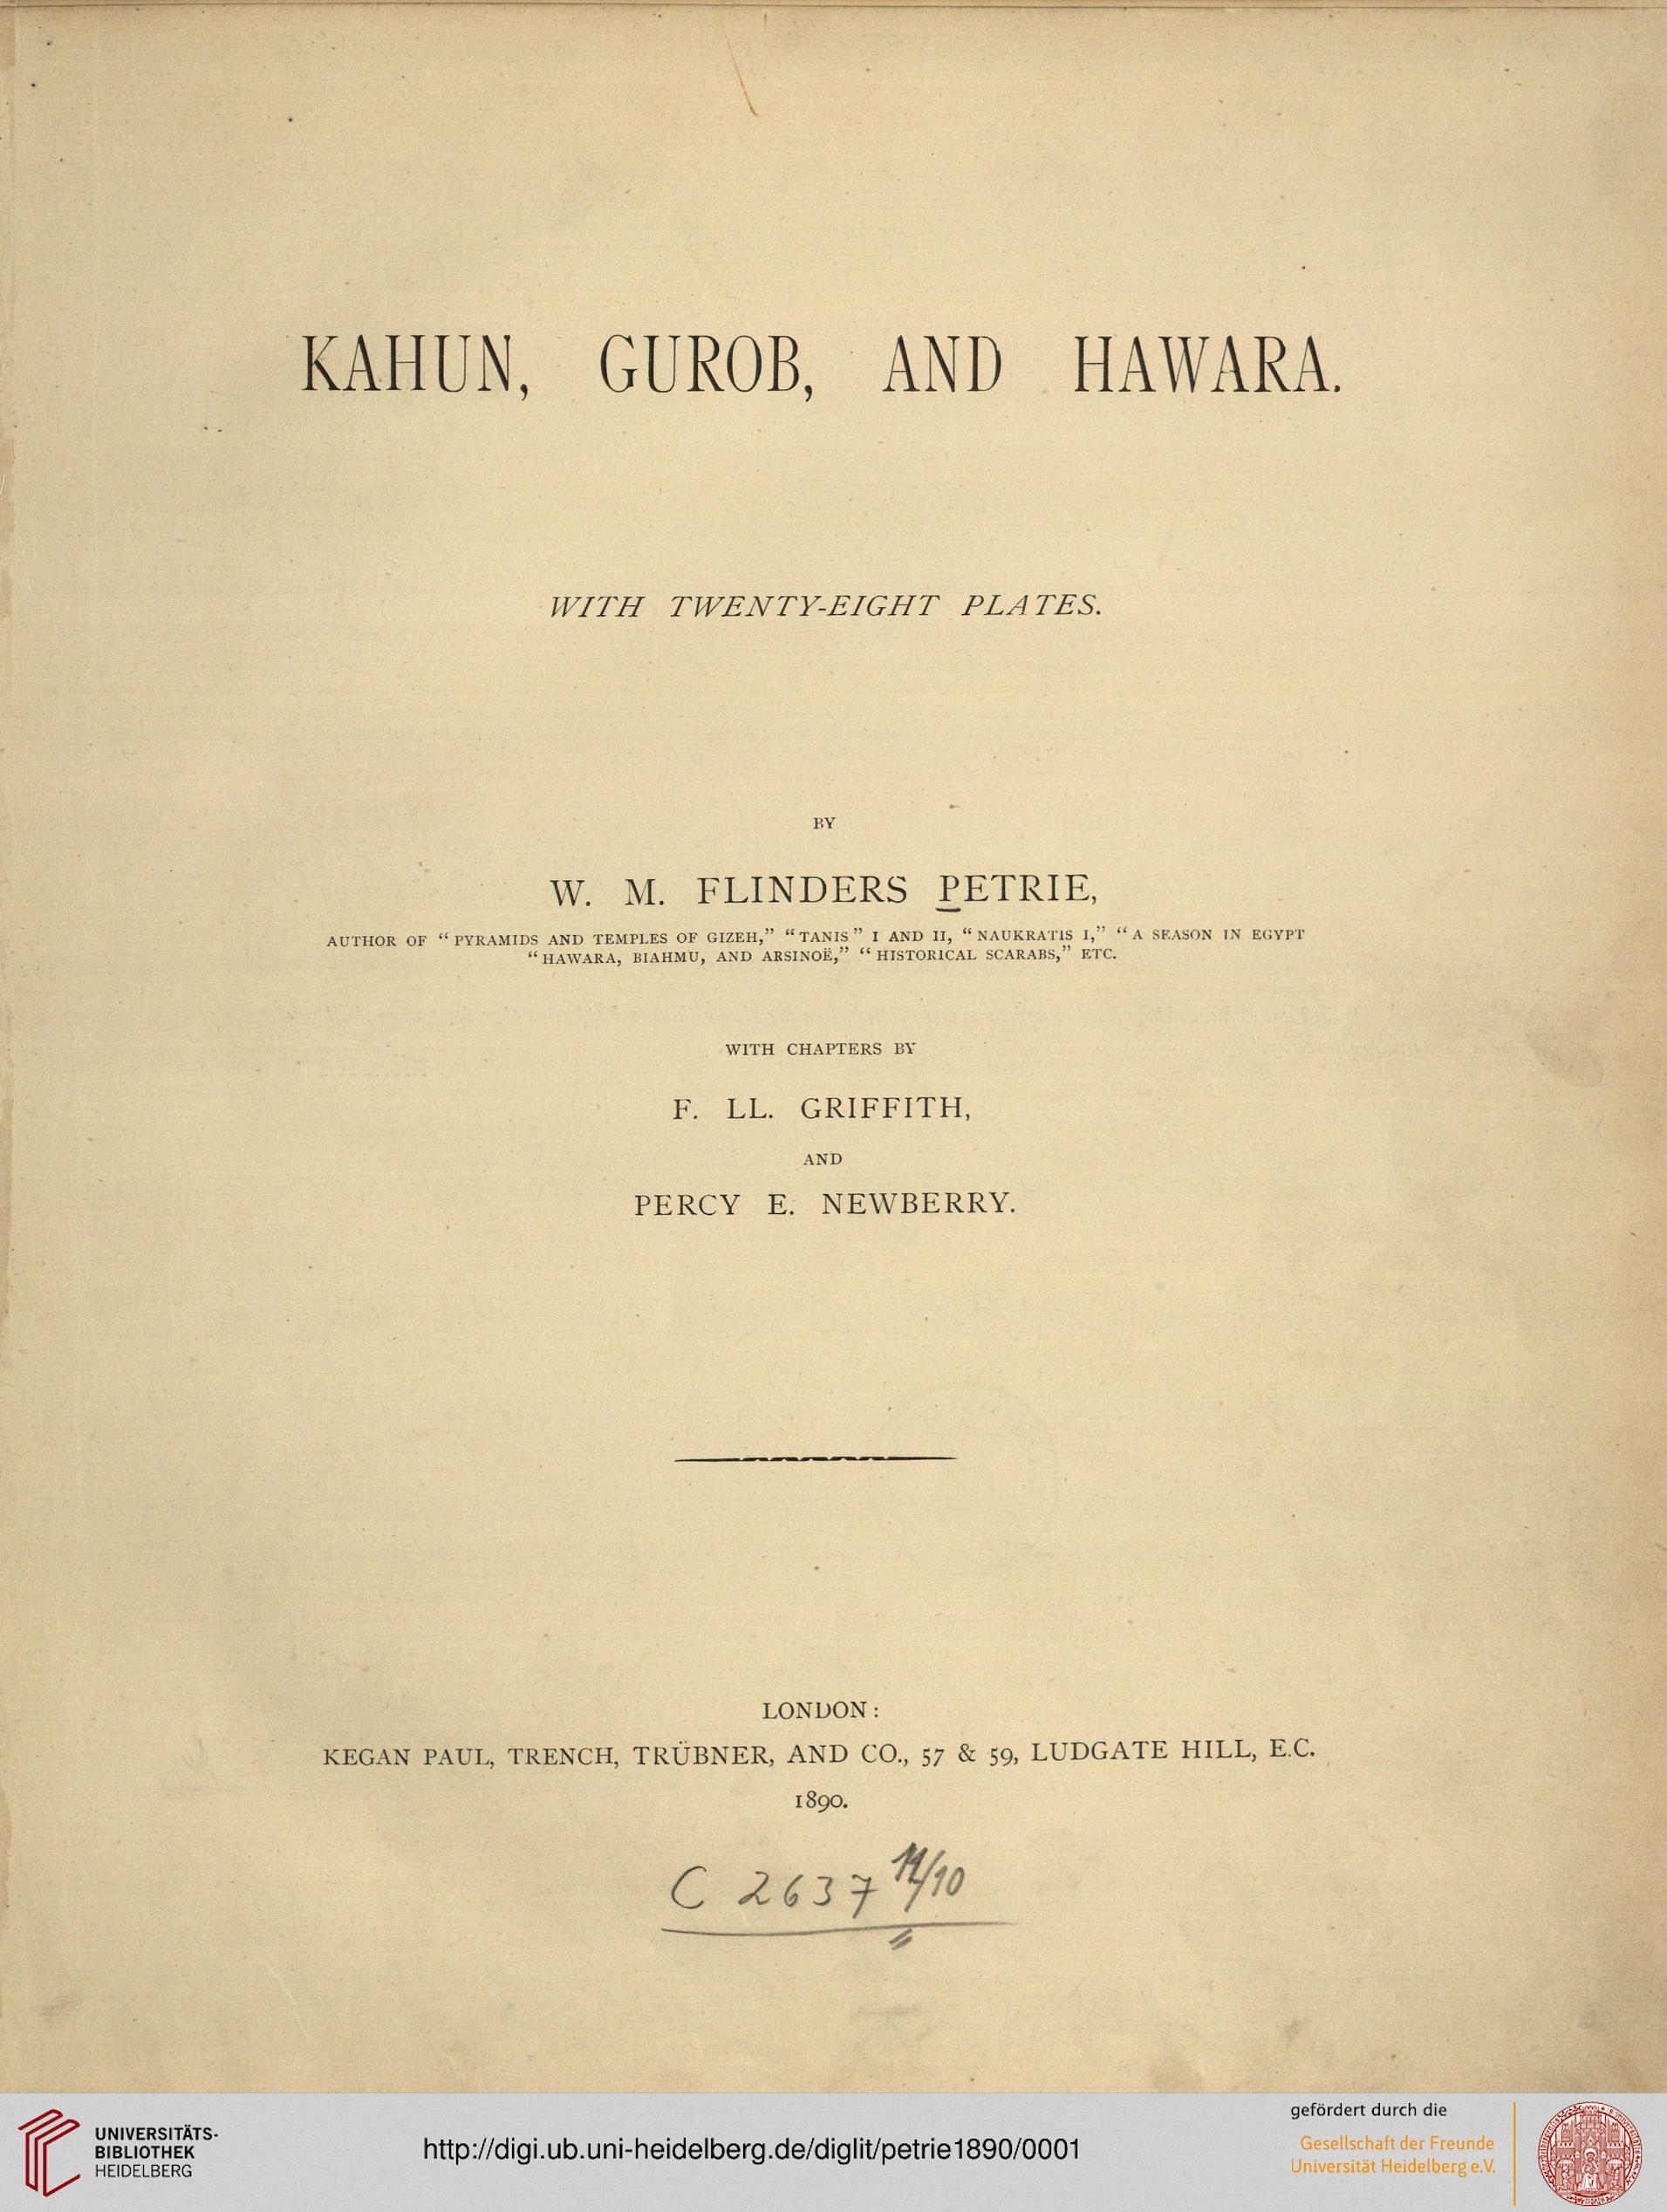 KAHUN, GUROB, AND HAWARA.
WITH TWENTY-EIGHT PLATES.
BY
W. M. FLINDERS PETRIE,
AUTHOR OF “PYRAMIDS AND TEMPLES OF GIZEH,” “TANIS” I AND II, “NAUKRATIS I,” “A SEASON IN EGYPT
“HAWARA, BIAHMU, AND ARSINOË,” “HISTORICAL SCARABS,” ETC.
WITH CHAPTERS BY
F. LL. GRIFFITH,
AND
PERCY E. NEWBERRY.
LONDON:
KEGAN PAUL, TRENCH, TRÜBNER, AND CO., 57 & 59, LUDGATE HILL, E.C.
1890.
C 2637
UNIVERSITÄTS-
BIBLIOTHEK
HEIDELBERG
http://digi.ub.uni-heidelberg.de/diglit/petrie1890/0001
gefördert durch die
Gesellschaft der Freunde
Universität Heidelberg e.V.